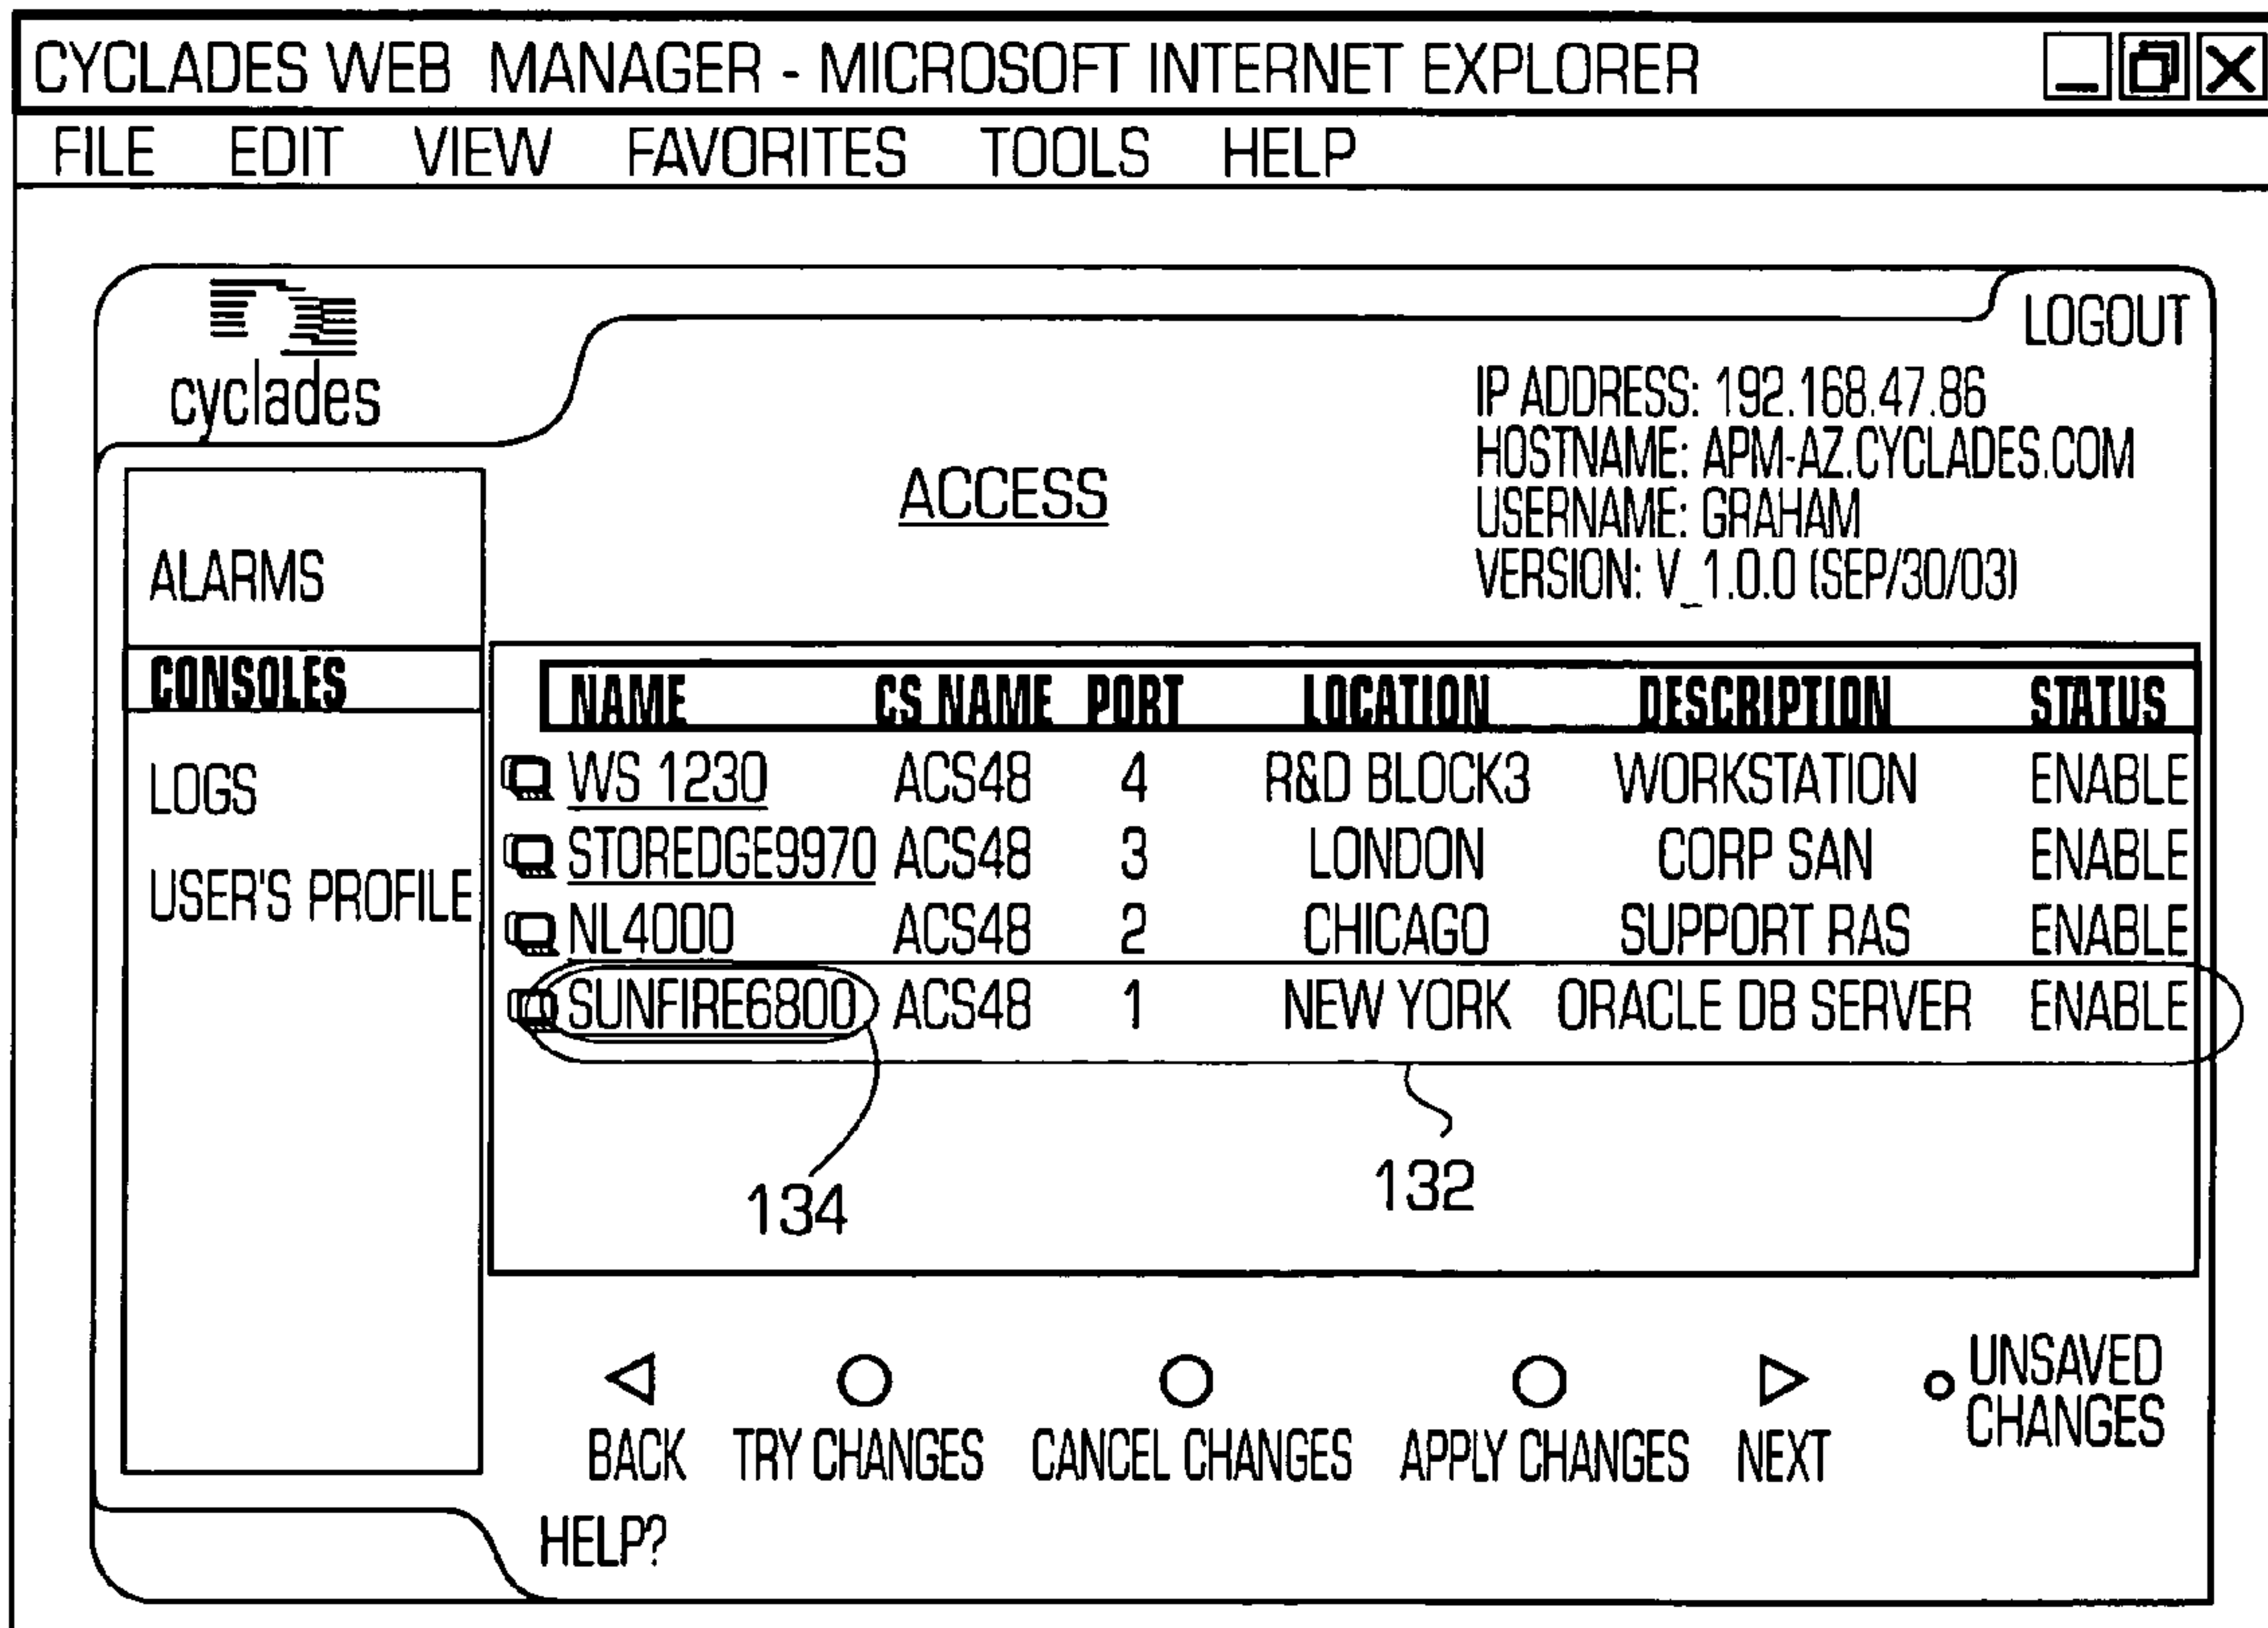 CYCLADES WEB MANAGER - MICROSOFT INTERNET EXPLORER
FILE EDIT VIEW FAVORITES TOOLS HELP
cyclades
LOGOUT
IP ADDRESS: 192.168.47.86
HOSTNAME: APM-AZ.CYCLADES.COM
USERNAME: GRAHAM
VERSION: V_1.0.0 (SEP/30/03)
ACCESS
ALARMS
CONSOLES
LOGS
USER'S PROFILE
NAME CS NAME PORT LOCATION DESCRIPTION STATUS
WS 1230 ACS48 4 R&D BLOCK3 WORKSTATION ENABLE
STOREDGE9970 ACS48 3 LONDON CORP SAN ENABLE
NL4000 ACS48 2 CHICAGO SUPPORT RAS ENABLE
SUNFIRE6800 ACS48 1 NEW YORK ORACLE DB SERVER ENABLE
134
132
BACK TRY CHANGES CANCEL CHANGES APPLY CHANGES NEXT
UNSAVED
CHANGES
HELP?